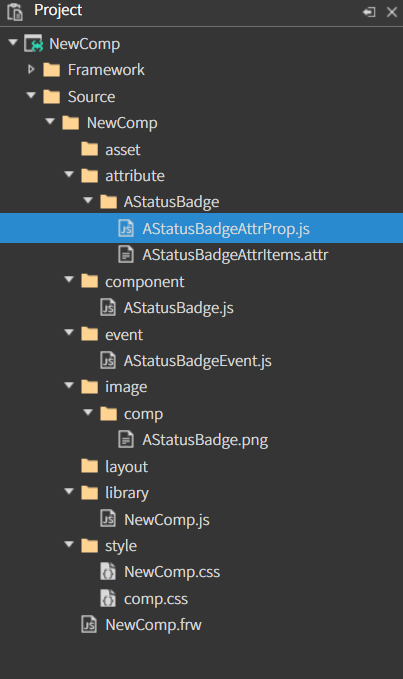 Project
NewComp
Framework
Source
NewComp
asset
attribute
AStatusBadge
AStatusBadgeAttrProp.js
AStatusBadgeAttrItems.attr
component
AStatusBadge.js
event
AStatusBadgeEvent.js
image
comp
AStatusBadge.png
layout
library
NewComp.js
style
NewComp.css
comp.css
NewComp.frw